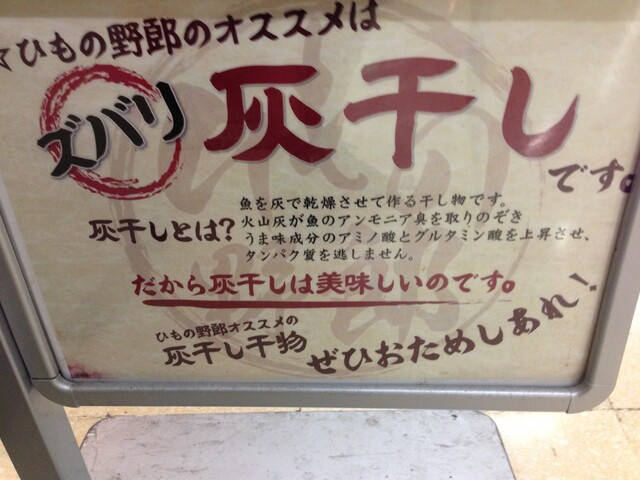 ☆ひもの野郎のオススメは
ズバリ 灰干し
です。
灰干しとは?
魚を灰で乾燥させて作る干し物です。
火山灰が魚のアンモニア臭を取りのぞき
うま味成分のアミノ酸とグルタミン酸を上昇させ、
タンパク質を逃しません。
だから灰干しは美味しいのです。
ひもの野郎オススメの
灰干し干物
ぜひおためしあれ!